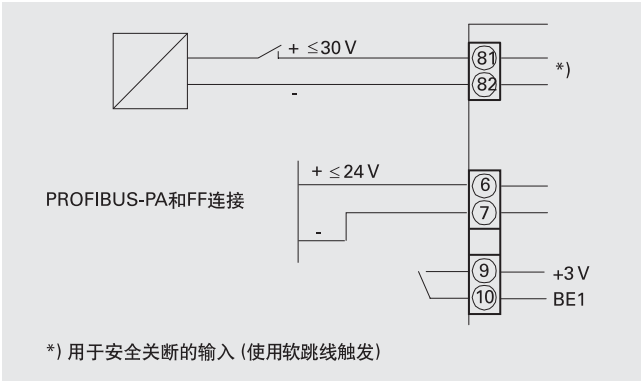 + ≤30 V
81
*)
82
-
+ ≤24 V
6
PROFIBUS-PA和FF连接
7
-
9 +3 V
10 BE1
*) 用于安全关断的输入 (使用软跳线触发)